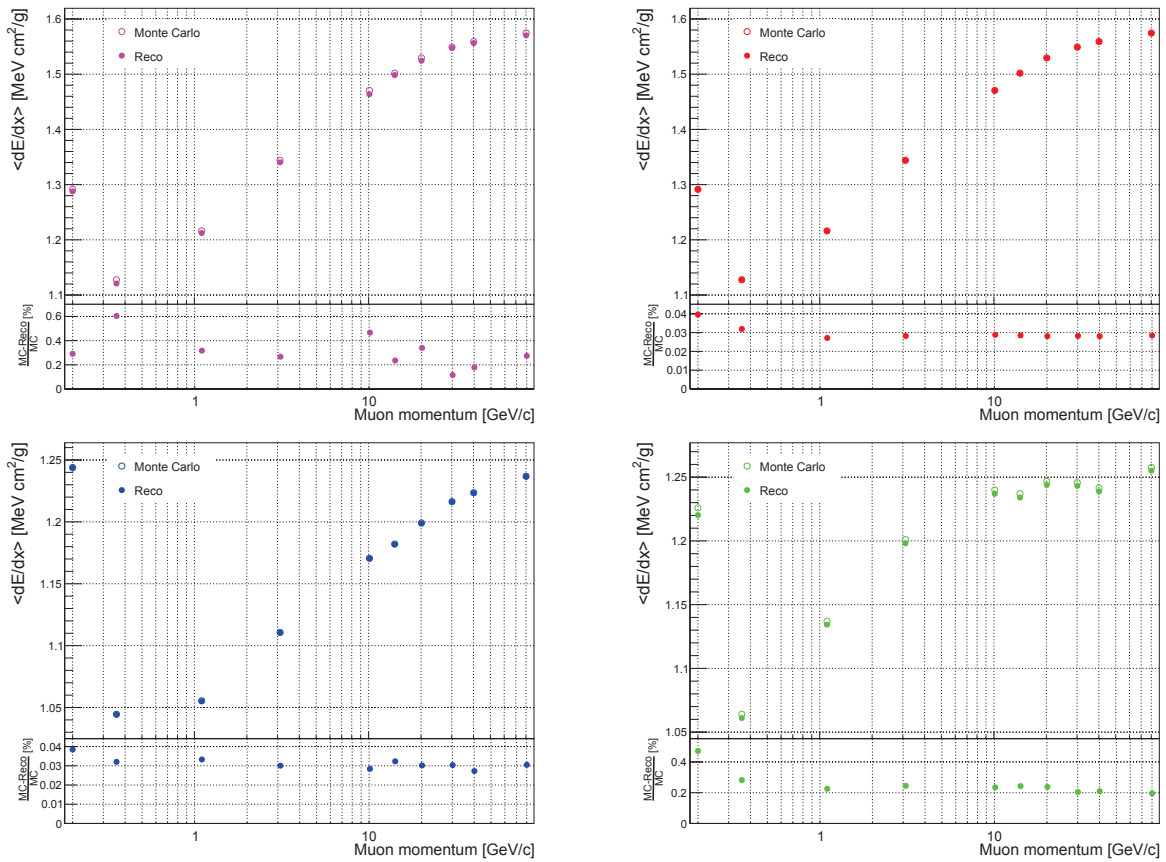 <dE/dx> [MeV cm²/g]
1.6
1.5
1.4
1.3
1.2
1.1
Monte Carlo
Reco
MC-Reco
MC
[%]
0.6
0.4
0.2
0
1
10
Muon momentum [GeV/c]
<dE/dx> [MeV cm²/g]
1.6
1.5
1.4
1.3
1.2
1.1
Monte Carlo
Reco
MC-Reco
MC
[%]
0.04
0.03
0.02
0.01
0
1
10
Muon momentum [GeV/c]
<dE/dx> [MeV cm²/g]
1.25
1.2
1.15
1.1
1.05
Monte Carlo
Reco
MC-Reco
MC
[%]
0.04
0.03
0.02
0.01
0
1
10
Muon momentum [GeV/c]
<dE/dx> [MeV cm²/g]
1.25
1.2
1.15
1.1
1.05
Monte Carlo
Reco
MC-Reco
MC
[%]
0.4
0.2
0
1
10
Muon momentum [GeV/c]